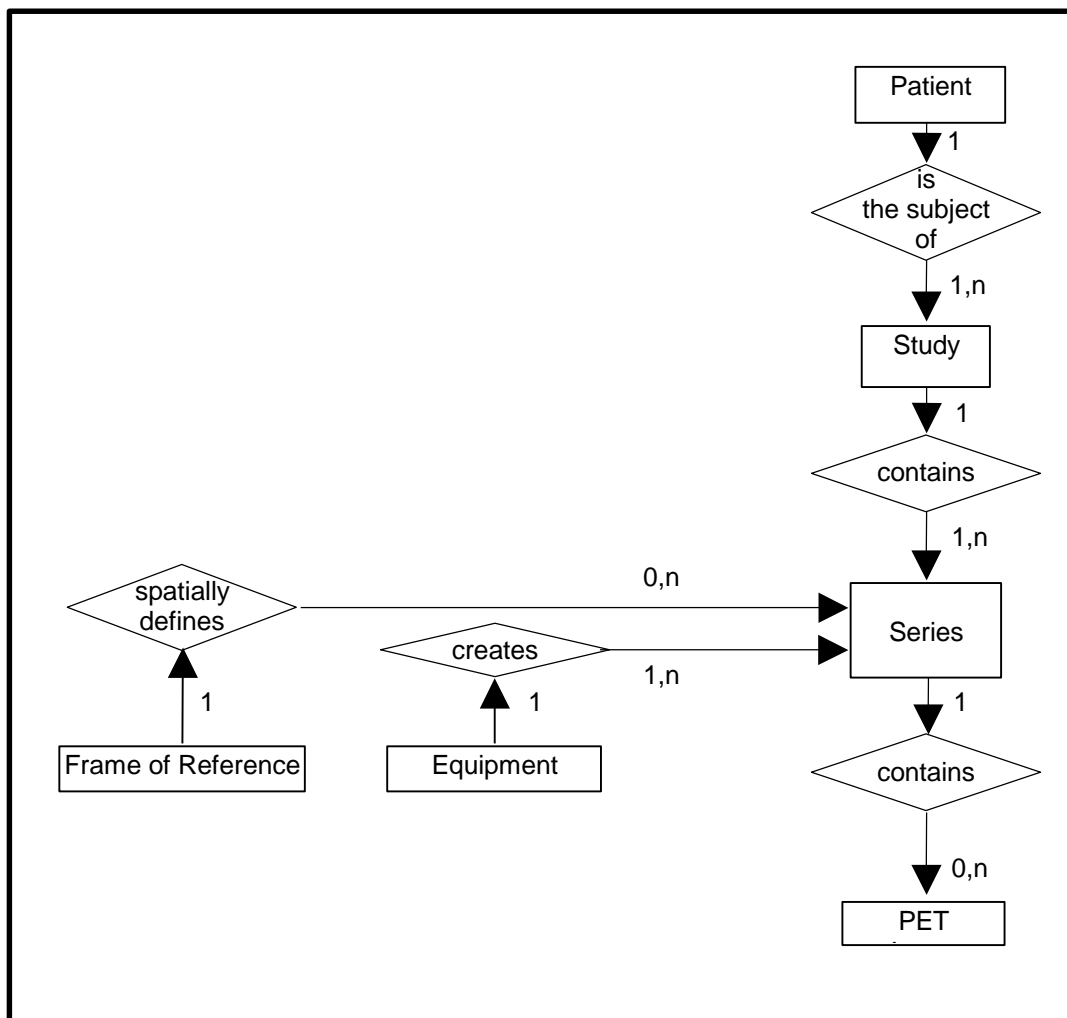 Patient
1
is
the subject
of
1,n
Study
1
contains
1,n
spatially
defines
0,n
Series
creates
1,n
1
1
1
Frame of Reference
Equipment
contains
0,n
PET